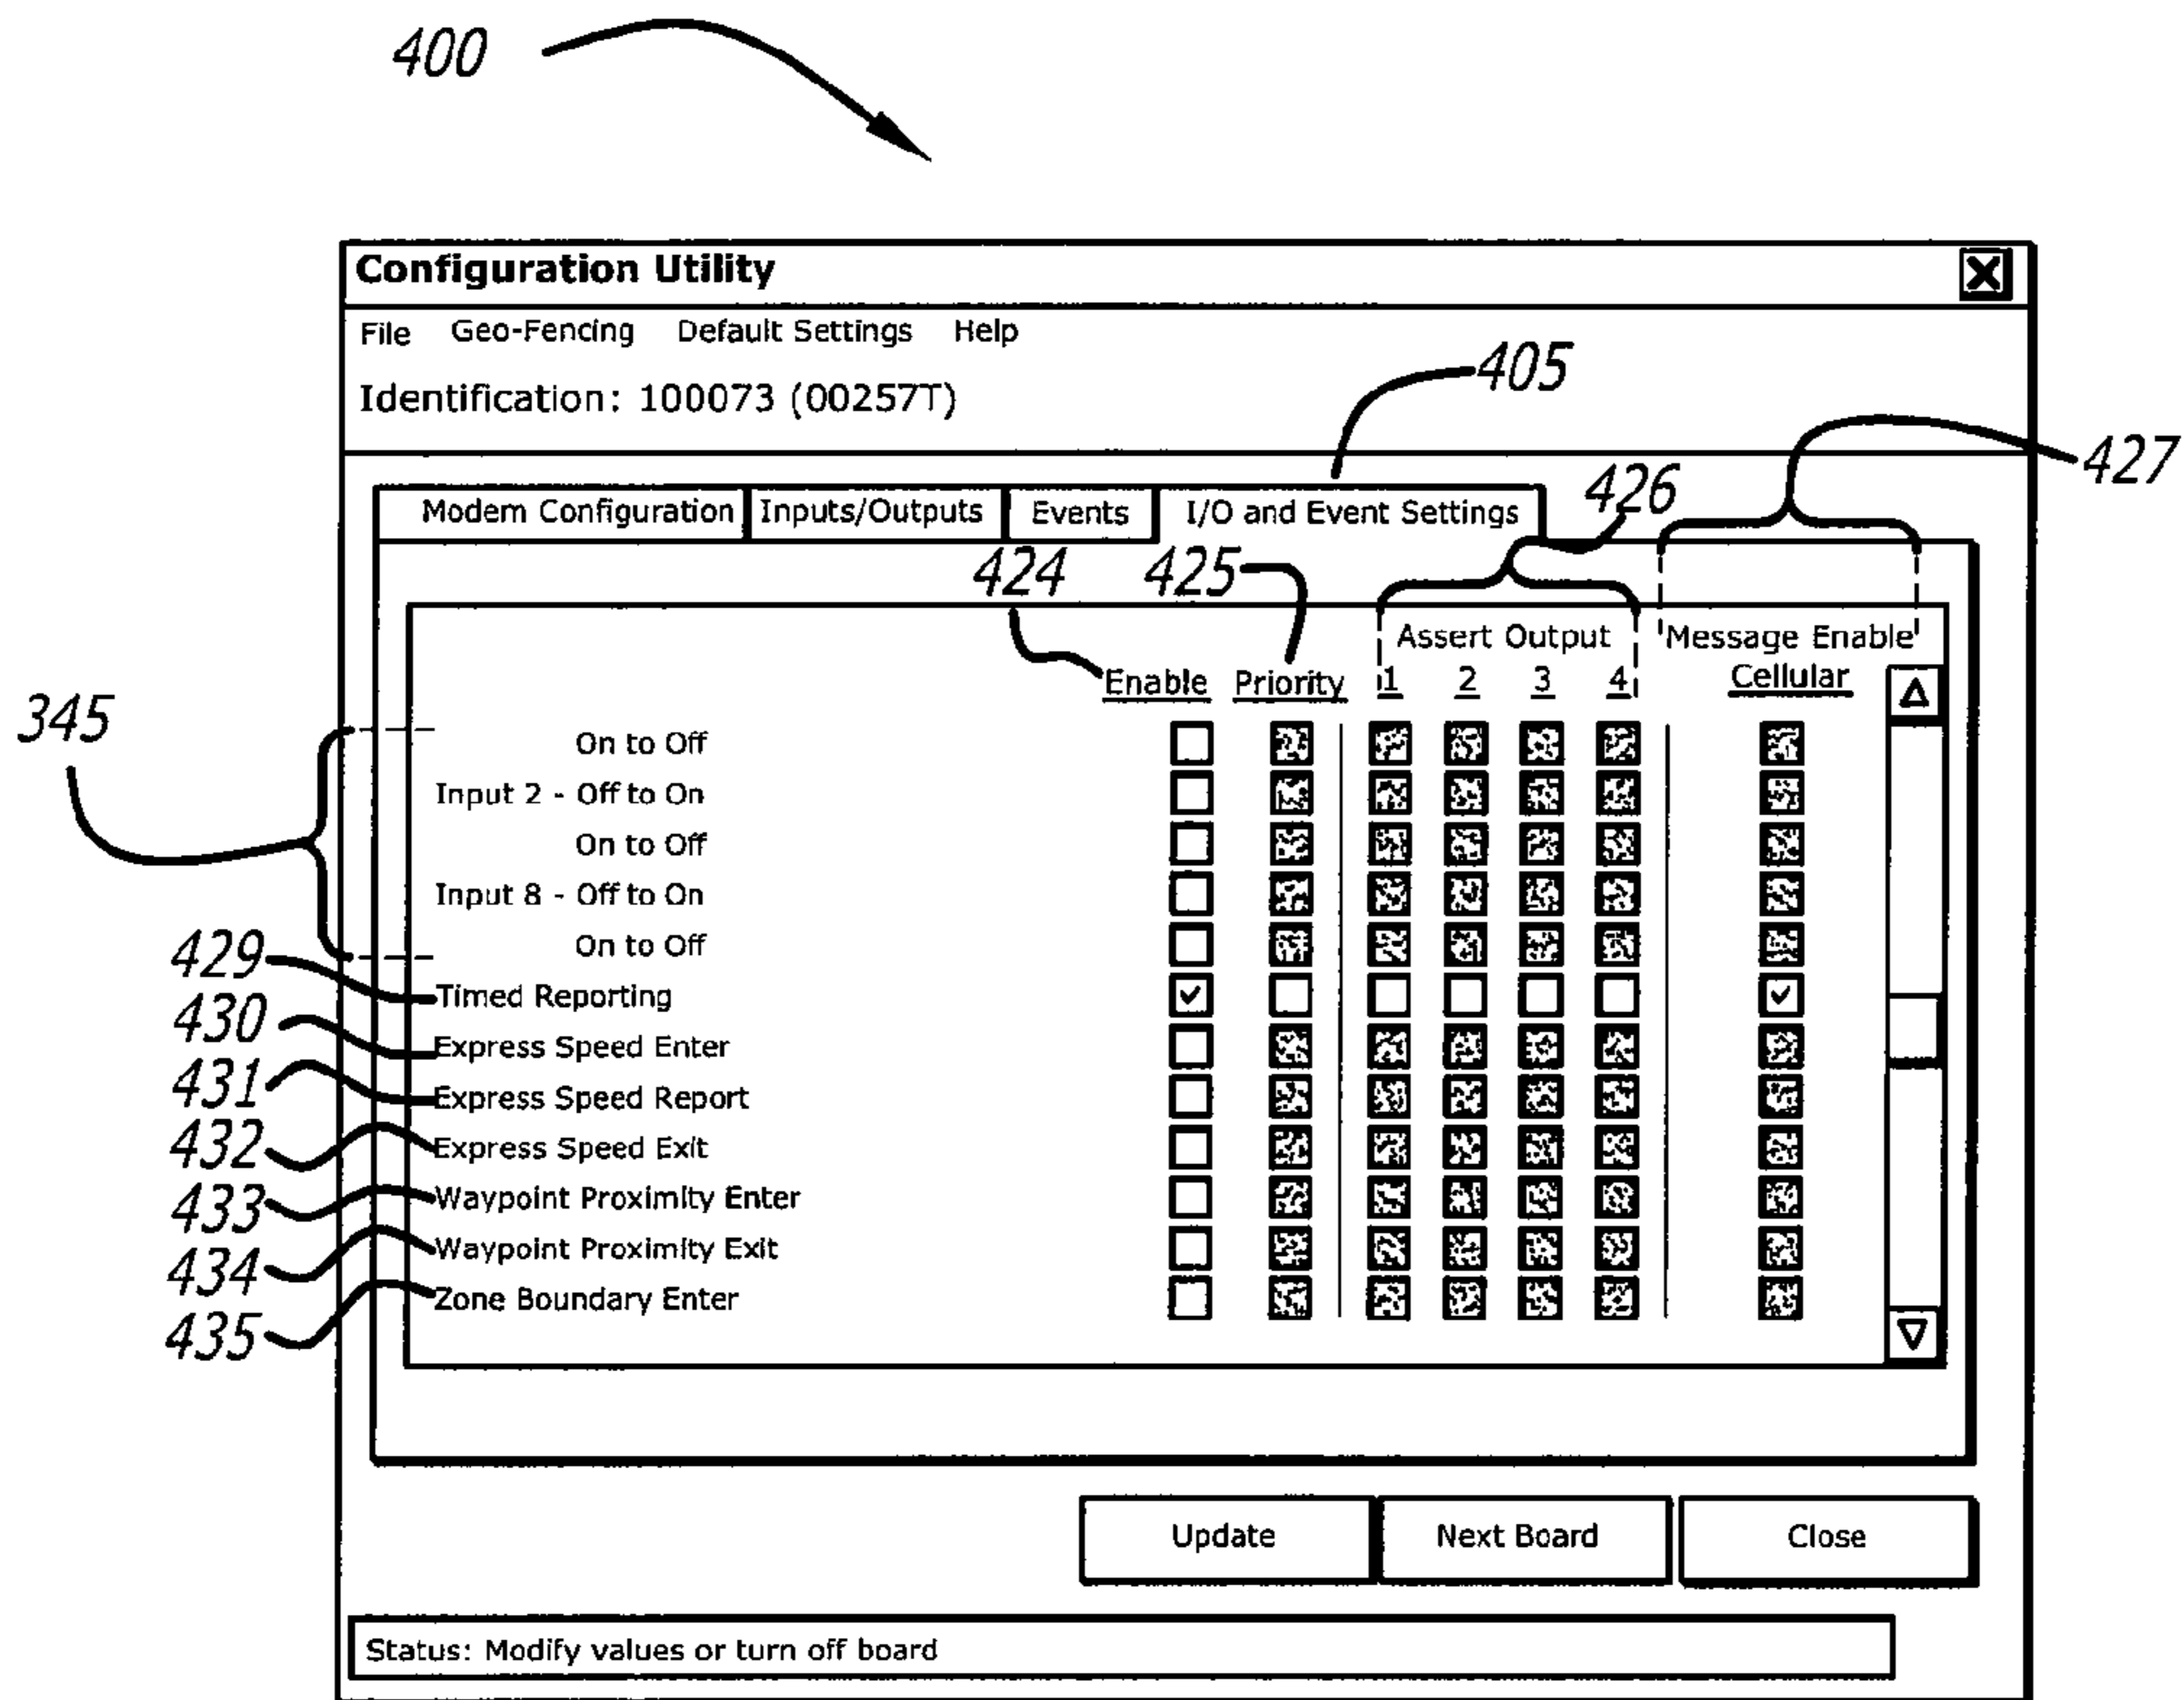 400
Configuration Utility
File Geo-Fencing Default Settings Help
405
Identification: 100073 (00257T)
427
426
Modem Configuration Inputs/Outputs Events I/O and Event Settings
424 425
Assert Output Message Enable
Enable Priority 1 2 3 4 Cellular
345
On to Off
Input 2 - Off to On
On to Off
Input 8 - Off to On
On to Off
429
Timed Reporting
430
Express Speed Enter
431
Express Speed Report
432
Express Speed Exit
433
Waypoint Proximity Enter
434
Waypoint Proximity Exit
435
Zone Boundary Enter
Update Next Board Close
Status: Modify values or turn off board